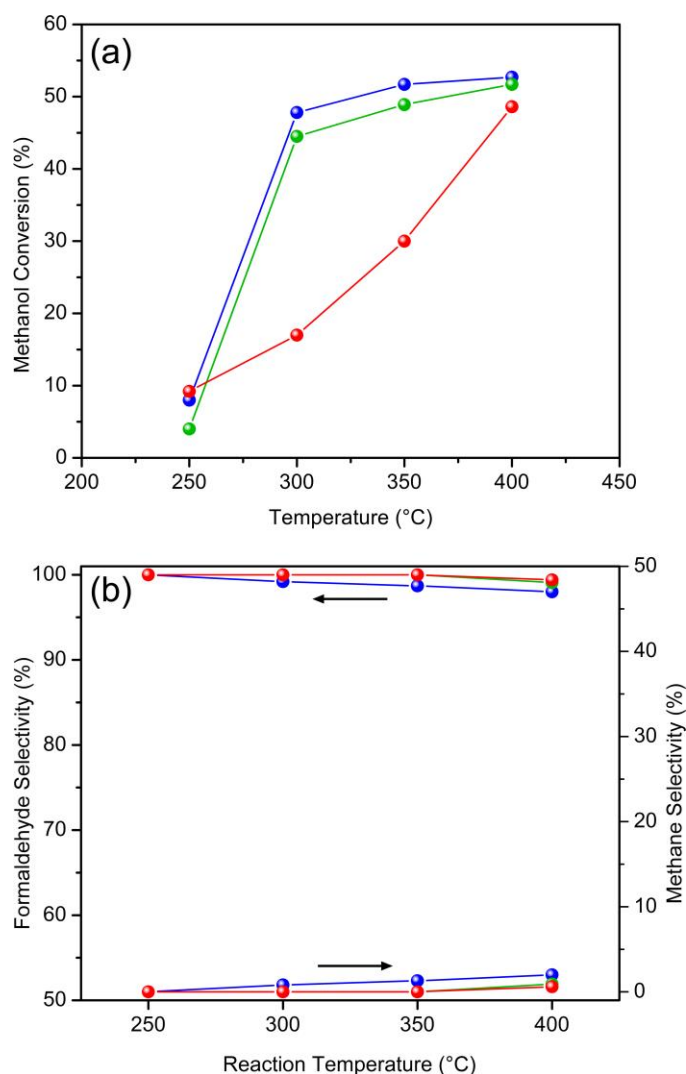 (a)
Methanol Conversion (%)
60
50
40
30
20
10
0
200 250 300 350 400 450
Temperature (°C)
(b)
Formaldehyde Selectivity (%)
100
90
80
70
60
50
50
40
30
20
10
0
Methane Selectivity (%)
250 300 350 400
Reaction Temperature (°C)